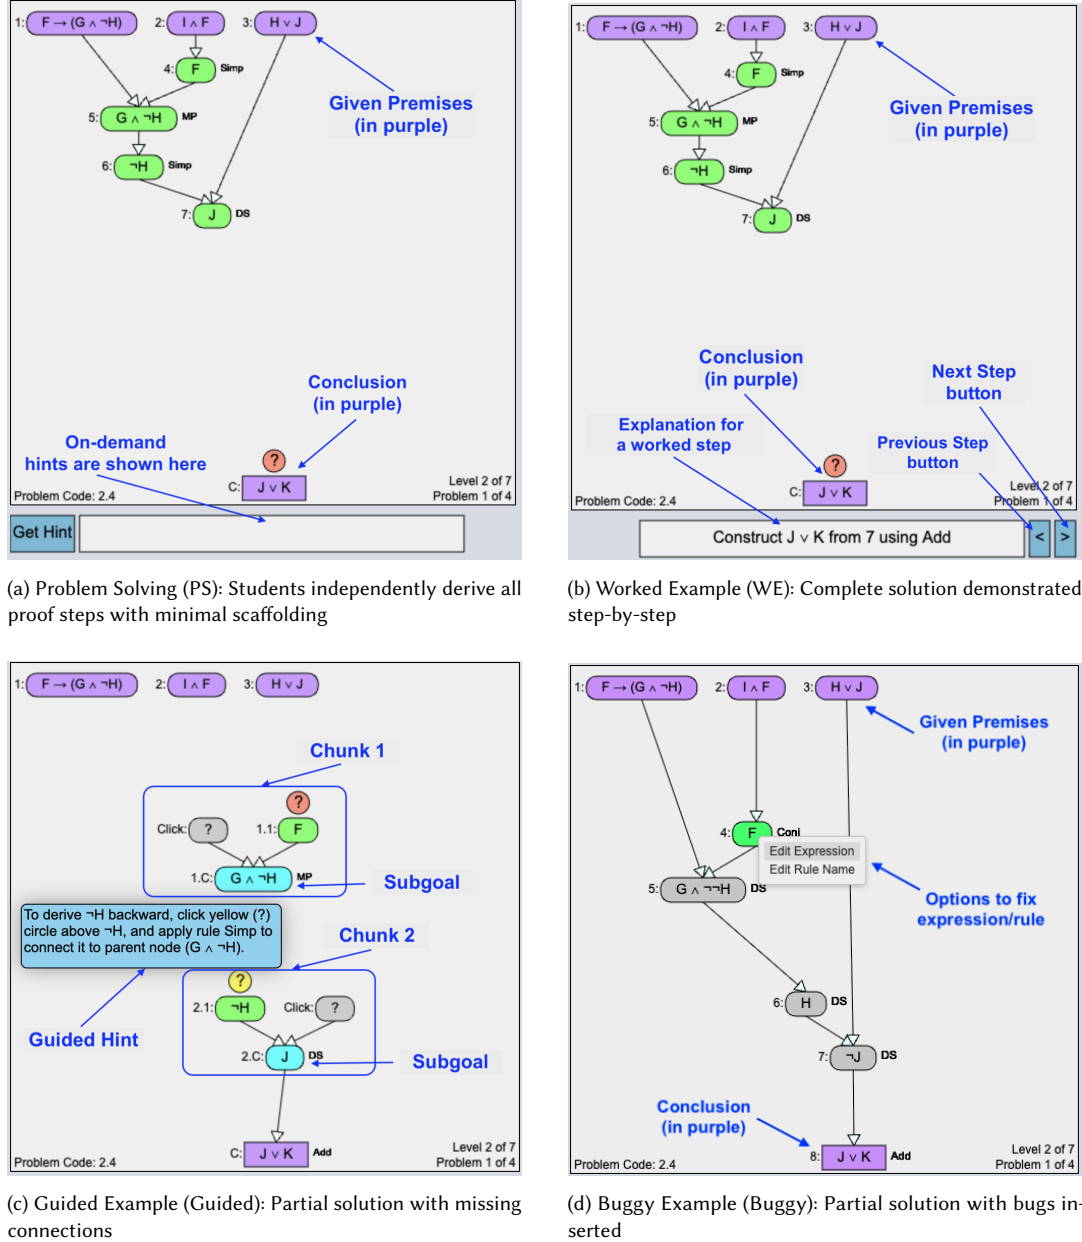 1: F → (G ∧ ¬H) 2: I ∧ F 3: H ∨ J
4: F Simp
Given Premises
(in purple)
5: G ∧ ¬H MP
6: ¬H Simp
7: J DS
Conclusion
(in purple)
On-demand
hints are shown here
?
C: J ∨ K
Level 2 of 7
Problem Code: 2.4 Problem 1 of 4
Get Hint
(a) Problem Solving (PS): Students independently derive all
proof steps with minimal scaffolding
1: F → (G ∧ ¬H) 2: I ∧ F 3: H ∨ J
4: F Simp
Given Premises
(in purple)
5: G ∧ ¬H MP
6: ¬H Simp
7: J DS
Conclusion
(in purple)
Next Step
button
Explanation for
a worked step
Previous Step
button
?
C: J ∨ K
Level 2 of 7
Problem Code: 2.4 Problem 1 of 4
Construct J ∨ K from 7 using Add < >
(b) Worked Example (WE): Complete solution demonstrated
step-by-step
1: F → (G ∧ ¬H) 2: I ∧ F 3: H ∨ J
Chunk 1
?
Click: ? 1.1: F
1.C: G ∧ ¬H MP
Subgoal
To derive ¬H backward, click yellow (?)
circle above ¬H, and apply rule Simp to
connect it to parent node (G ∧ ¬H).
Chunk 2
?
2.1: ¬H Click: ?
Guided Hint
2.C: J DS
Subgoal
C: J ∨ K Add
Level 2 of 7
Problem Code: 2.4 Problem 1 of 4
(c) Guided Example (Guided): Partial solution with missing
connections
1: F → (G ∧ ¬H) 2: I ∧ F 3: H ∨ J
Given Premises
(in purple)
4: F Conj
Edit Expression
Edit Rule Name
5: G ∧ ¬¬H DS
Options to fix
expression/rule
6: H DS
7: ¬J DS
Conclusion
(in purple)
8: J ∨ K Add
Level 2 of 7
Problem Code: 2.4 Problem 1 of 4
(d) Buggy Example (Buggy): Partial solution with bugs in-
serted